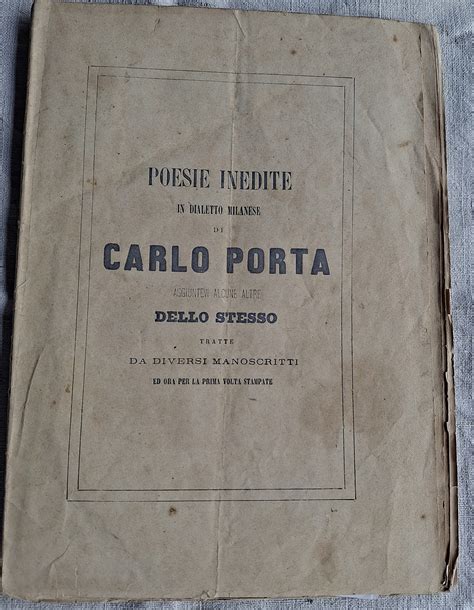 POESIE INEDITE
IN DIALETTO MILANESE
DI
CARLO PORTA
AGGIUNTEVI ALCUNE ALTRE
DELLO STESSO
TRATTE
DA DIVERSI MANOSCRITTI
ED ORA PER LA PRIMA VOLTA STAMPATE